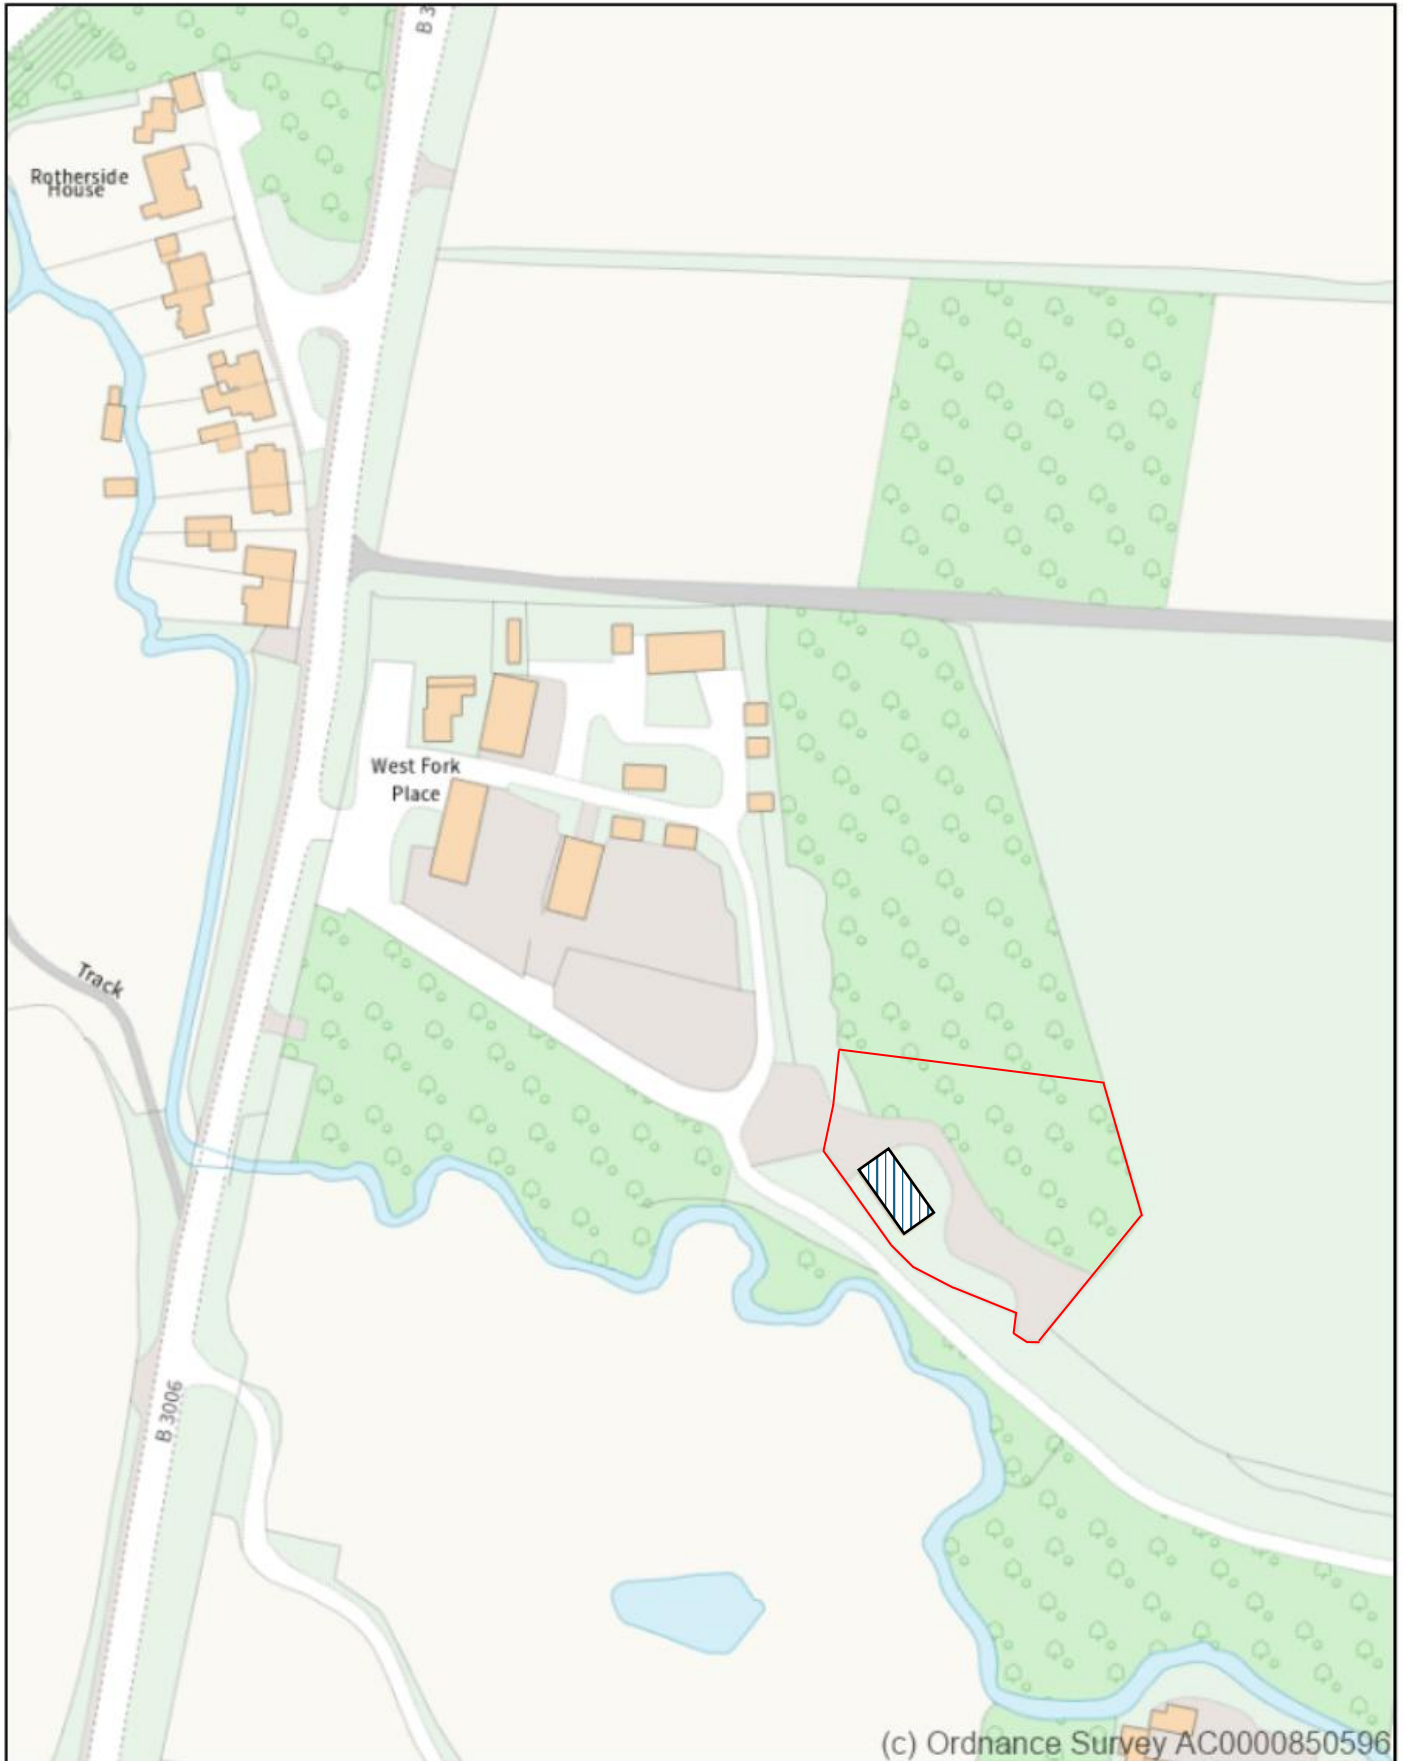 B 3
Rotherside
House
West Fork
Place
Track
B 3006
(c) Ordnance Survey AC0000850596